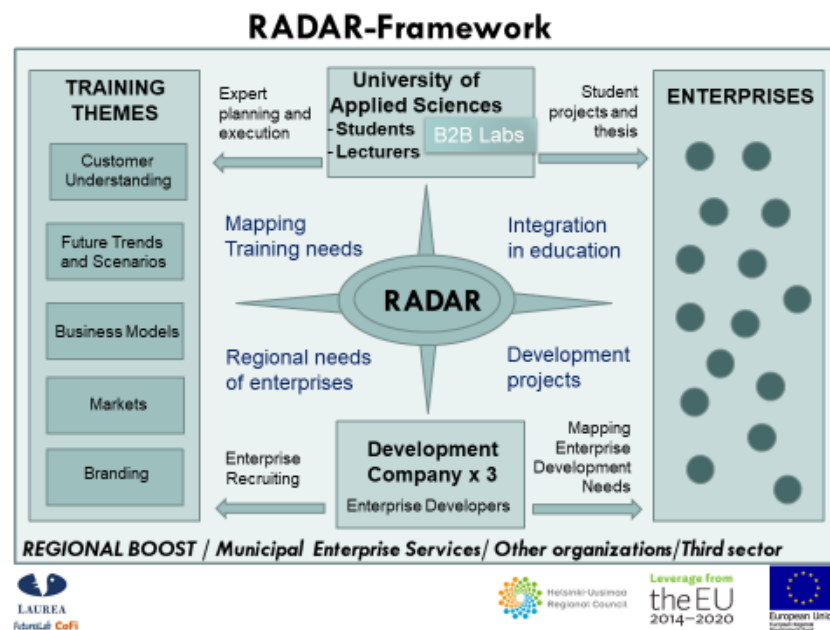 RADAR-Framework
TRAINING
THEMES
Customer
Understanding
Future Trends
and Scenarios
Business Models
Markets
Branding
Expert
planning and
execution
University of
Applied Sciences
-Students
-Lecturers
B2B Labs
Student
projects and
thesis
ENTERPRISES
Mapping
Training needs
Integration
in education
RADAR
Regional needs
of enterprises
Development
projects
Enterprise
Recruiting
Development
Company x 3
Enterprise Developers
Mapping
Enterprise
Development
Needs
REGIONAL BOOST / Municipal Enterprise Services/ Other organizations/Third sector
LAUREA
FuturesLab CoFi
Helsinki-Uusimaa
Regional Council
Leverage from
the EU
2014–2020
European Unio